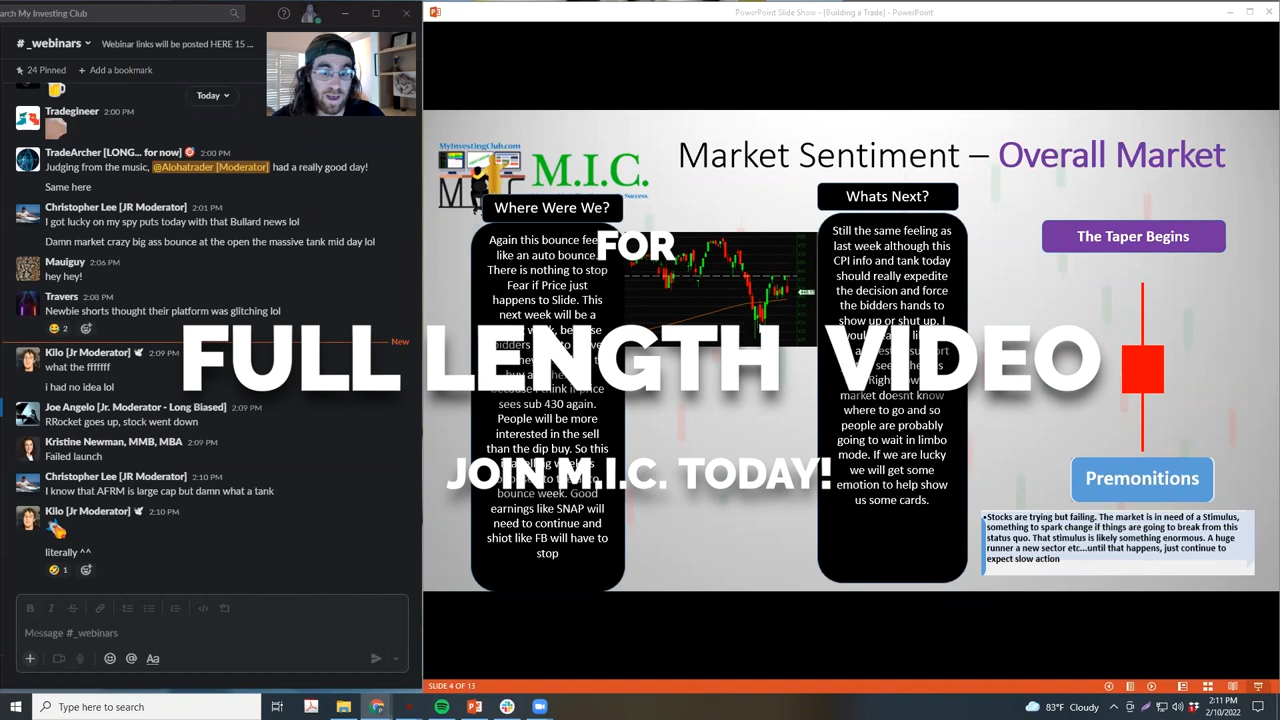 My Investing Club
PowerPoint Slide Show - [Building a Trade] - PowerPoint
# _webinars
Webinar links will be posted HERE 15 ...
24 Pinned
+ Add a bookmark
Today
Tradegineer 2:00 PM
TradeArcher [LONG... for now] 2:00 PM
Judging from the music, @Alohatrader [Moderator] had a really good day!
Same here
Christopher Lee [JR Moderator] 2:01 PM
I got lucky on my spy puts today with that Bullard news lol
Damn market crazy big ass bounce at the open the massive tank mid day lol
Mauiguy 2:05 PM
hey hey!
Travers 2:08 PM
Newbie shorts thought their platform was glitching lol
2
New
Kilo [Jr Moderator] 2:09 PM
what the ffffffff
i had no idea lol
Joe Angelo [Jr. Moderator - Long Biased] 2:09 PM
RRocket goes up, stock went down
Kristine Newman, MMB, MBA 2:09 PM
Failed launch
Christopher Lee [JR Moderator] 2:10 PM
I know that AFRM is large cap but damn what a tank
Kilo [Jr Moderator] 2:10 PM
literally ^^
1
Message #_webinars
MyInvestingClub.com
M.I.C.
Success.
Market Sentiment – Overall Market
Where Were We?
Again this bounce
like an auto bounce.
There is nothing to stop
Fear if Price just
happens to Slide. This
next week will be a
because I think if price
sees sub 430 again.
People will be more
interested in the sell
than the dip buy. So this
bounce week. Good
earnings like SNAP will
need to continue and
shiot like FB will have to
stop
Whats Next?
Still the same feeling as
last week although this
CPI info and tank today
should really expedite
the decision and force
the bidders hands to
show up or shut up. I
market doesnt know
where to go and so
people are probably
going to wait in limbo
mode. If we are lucky
we will get some
emotion to help show
us some cards.
The Taper Begins
Premonitions
•Stocks are trying but failing. The market is in need of a Stimulus,
something to spark change if things are going to break from this
status quo. That stimulus is likely something enormous. A huge
runner a new sector etc...until that happens, just continue to
expect slow action
FOR
FULL LENGTH VIDEO
JOIN M.I.C. TODAY!
SLIDE 4 OF 13
Type here to search
83°F Cloudy
2:11 PM
2/10/2022